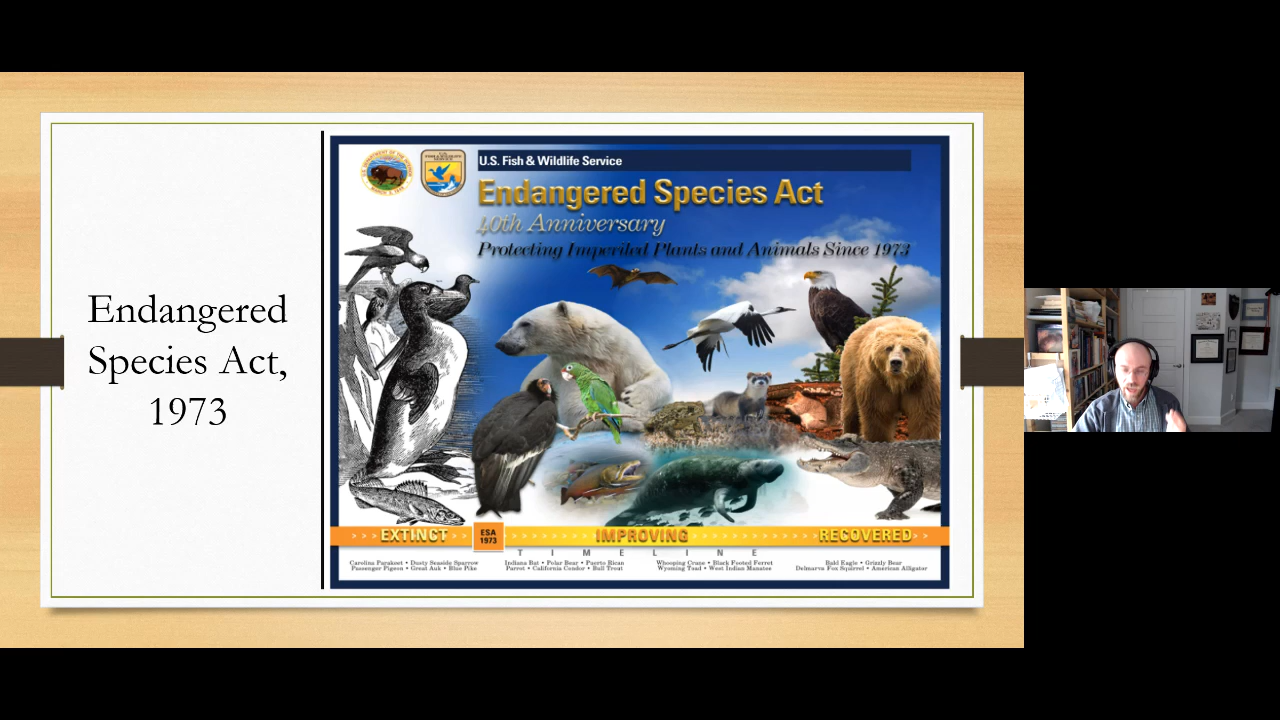 Endangered
Species Act,
1973
U.S. Fish & Wildlife Service
Endangered Species Act
40th Anniversary
Protecting Imperiled Plants and Animals Since 1973
> > > EXTINCT > >
ESA
1973
IMPROVING
RECOVERED > >
TIMELINE
Carolina Parakeet • Dusty Seaside Sparrow
Passenger Pigeon • Great Auk • Blue Pike
Indiana Bat • Polar Bear • Puerto Rican
Parrot • California Condor • Bull Trout
Whooping Crane • Black Footed Ferret
Wyoming Toad • West Indian Manatee
Bald Eagle • Grizzly Bear
Delmarva Fox Squirrel • American Alligator